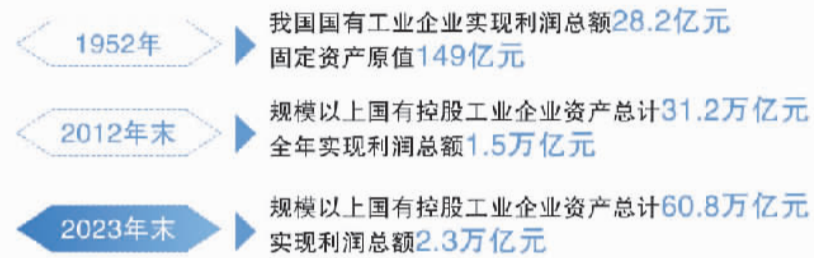 1952年
我国国有工业企业实现利润总额28.2亿元
固定资产原值149亿元
2012年末
规模以上国有控股工业企业资产总计31.2万亿元
全年实现利润总额1.5万亿元
2023年末
规模以上国有控股工业企业资产总计60.8万亿元
实现利润总额2.3万亿元